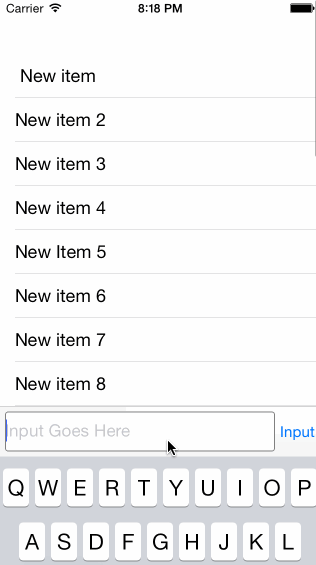 Carrier 8:18 PM
New item
New item 2
New item 3
New item 4
New Item 5
New item 6
New item 7
New item 8
Input Goes Here Input
Q W E R T Y U I O P
A S D F G H J K L